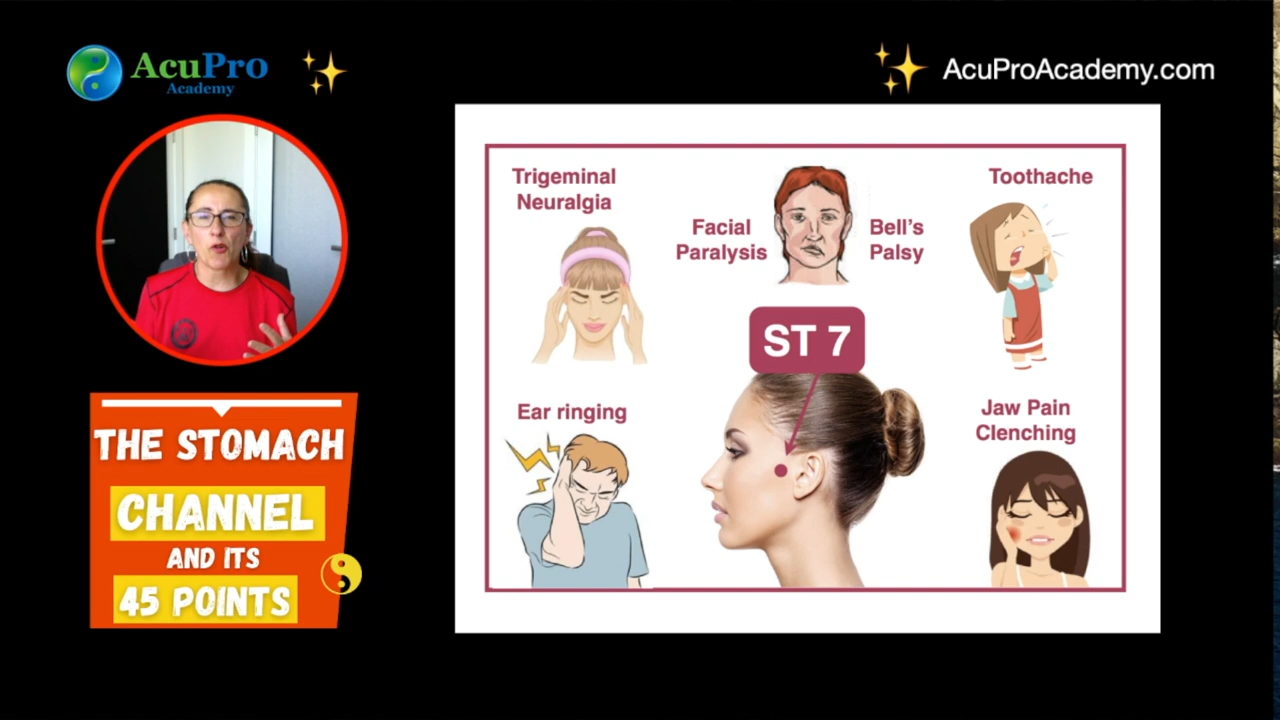 AcuPro
Academy
AcuProAcademy.com
THE STOMACH
CHANNEL
AND ITS
45 POINTS
Trigeminal
Neuralgia
Facial
Paralysis
Bell's
Palsy
Toothache
ST 7
Ear ringing
Jaw Pain
Clenching